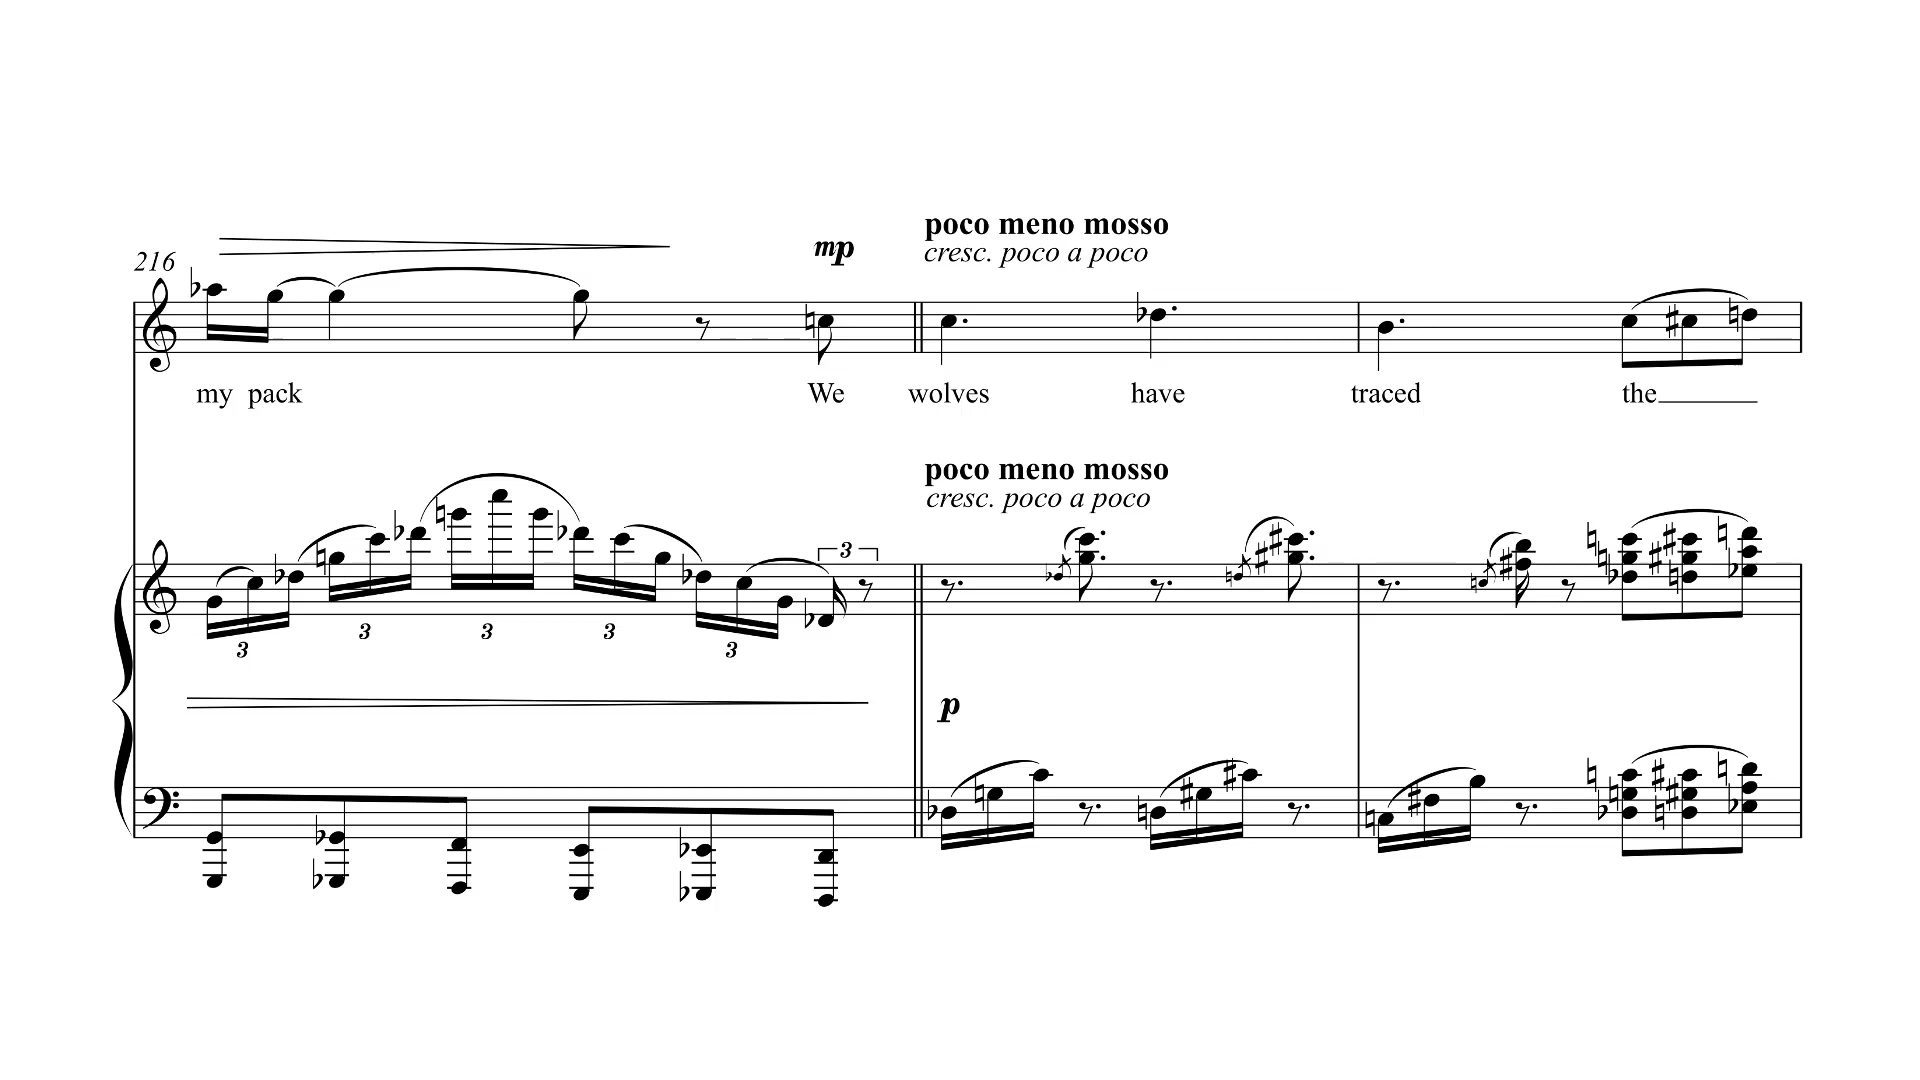 poco meno mosso
cresc. poco a poco
216
mp
my pack We wolves have traced the
poco meno mosso
cresc. poco a poco
3
3 3 3
3 3
p